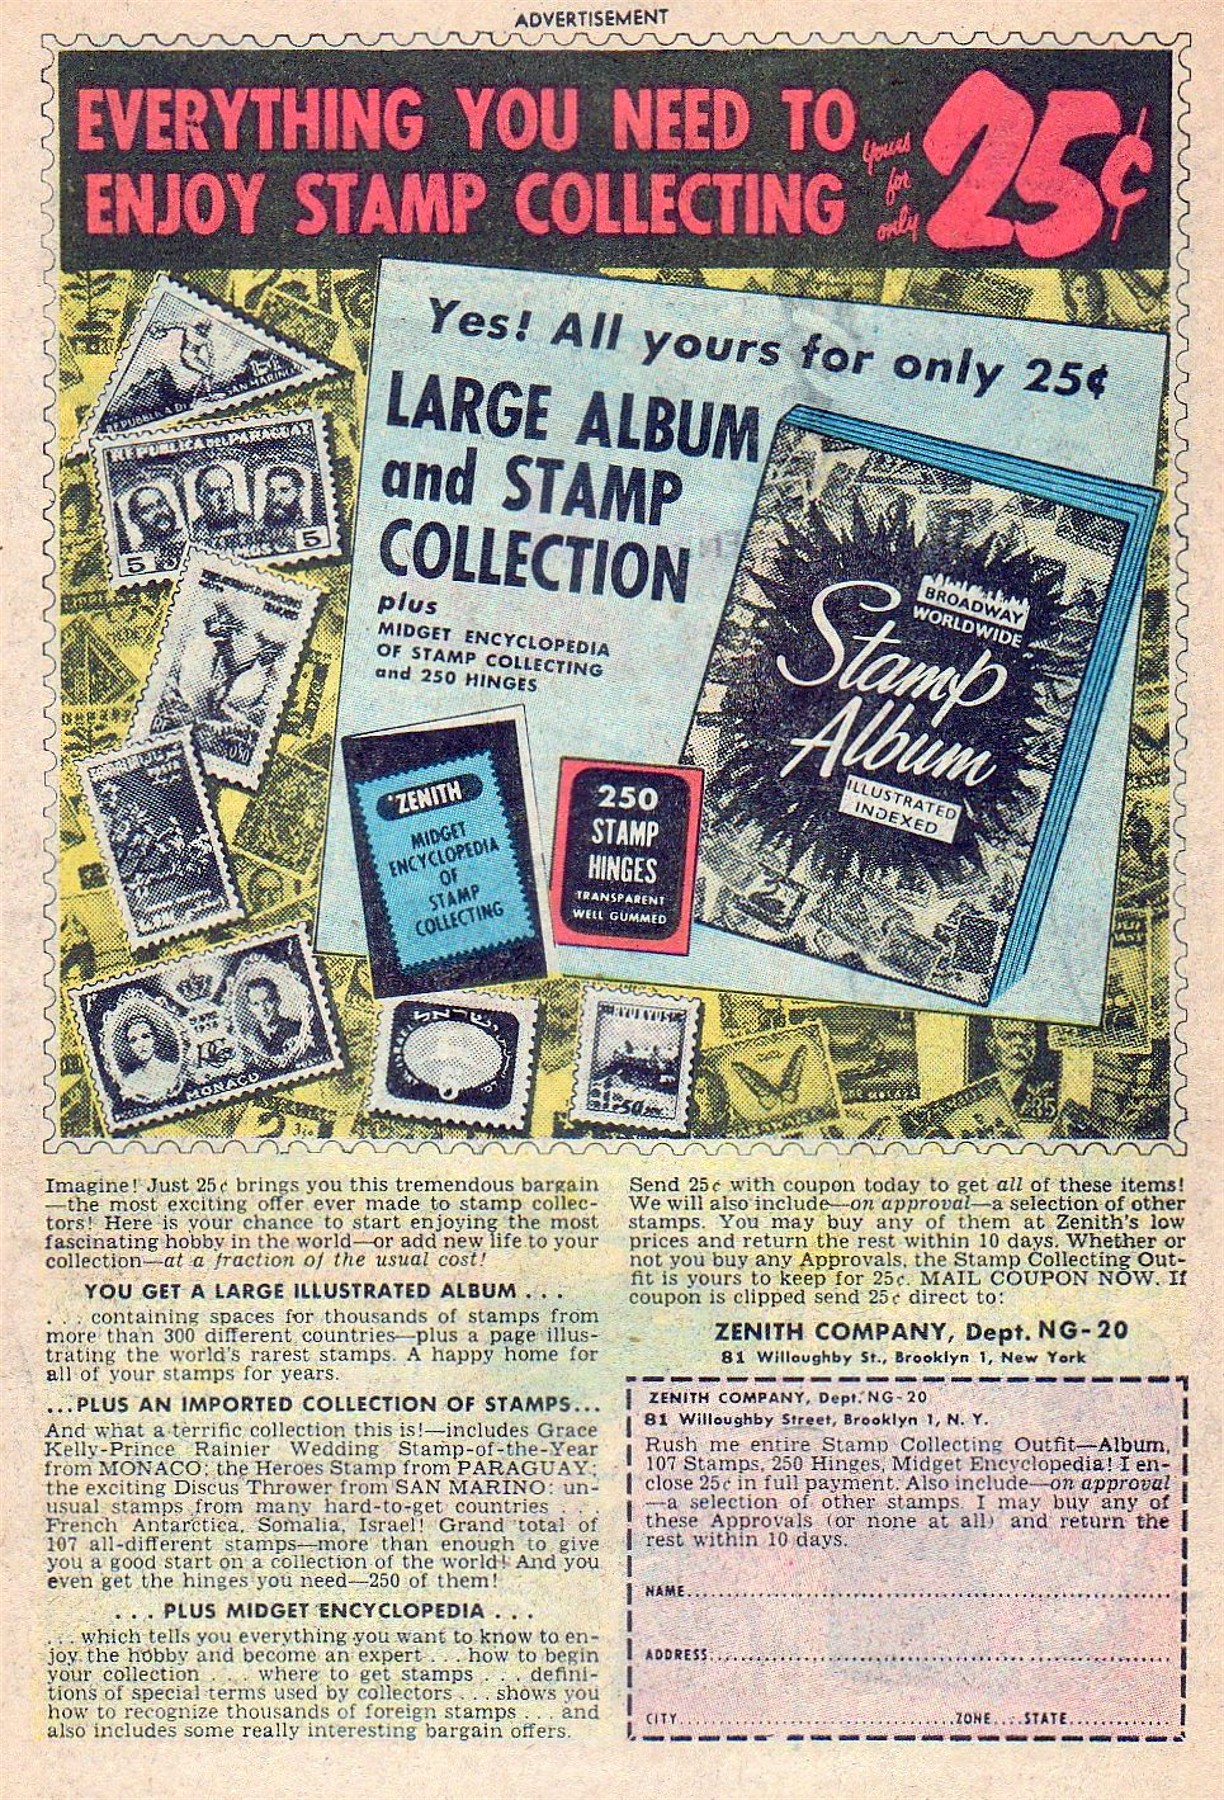 ADVERTISEMENT
EVERYTHING YOU NEED TO
ENJOY STAMP COLLECTING
Yours
for
only
25¢
Yes! All yours for only 25¢
LARGE ALBUM
and STAMP
COLLECTION
plus
MIDGET ENCYCLOPEDIA
OF STAMP COLLECTING
and 250 HINGES
BROADWAY
WORLDWIDE
Stamp
Album
ILLUSTRATED
INDEXED
ZENITH
MIDGET
ENCYCLOPEDIA
OF
STAMP
COLLECTING
250
STAMP
HINGES
TRANSPARENT
WELL GUMMED
REPUBBLICA DI SAN MARINO
REPUBLICA DEL PARAGUAY
5 5
MONACO
RYUKYUS
Imagine! Just 25¢ brings you this tremendous bargain
—the most exciting offer ever made to stamp collec-
tors! Here is your chance to start enjoying the most
fascinating hobby in the world—or add new life to your
collection—at a fraction of the usual cost!
YOU GET A LARGE ILLUSTRATED ALBUM . . .
. . . containing spaces for thousands of stamps from
more than 300 different countries—plus a page illus-
trating the world's rarest stamps. A happy home for
all of your stamps for years.
...PLUS AN IMPORTED COLLECTION OF STAMPS...
And what a terrific collection this is!—includes Grace
Kelly-Prince Rainier Wedding Stamp-of-the-Year
from MONACO; the Heroes Stamp from PARAGUAY;
the exciting Discus Thrower from SAN MARINO; un-
usual stamps from many hard-to-get countries . . .
French Antarctica, Somalia, Israel! Grand total of
107 all-different stamps—more than enough to give
you a good start on a collection of the world! And you
even get the hinges you need—250 of them!
. . . PLUS MIDGET ENCYCLOPEDIA . . .
. . . which tells you everything you want to know to en-
joy the hobby and become an expert . . . how to begin
your collection . . . where to get stamps . . . defini-
tions of special terms used by collectors . . . shows you
how to recognize thousands of foreign stamps . . . and
also includes some really interesting bargain offers.
Send 25¢ with coupon today to get all of these items!
We will also include—on approval—a selection of other
stamps. You may buy any of them at Zenith's low
prices and return the rest within 10 days. Whether or
not you buy any Approvals, the Stamp Collecting Out-
fit is yours to keep for 25¢. MAIL COUPON NOW. If
coupon is clipped send 25¢ direct to:
ZENITH COMPANY, Dept. NG-20
81 Willoughby St., Brooklyn 1, New York
ZENITH COMPANY, Dept. NG-20
81 Willoughby Street, Brooklyn 1, N. Y.
Rush me entire Stamp Collecting Outfit—Album,
107 Stamps, 250 Hinges, Midget Encyclopedia! I en-
close 25¢ in full payment. Also include—on approval
—a selection of other stamps. I may buy any of
these Approvals (or none at all) and return the
rest within 10 days.
NAME
ADDRESS
CITY ZONE STATE